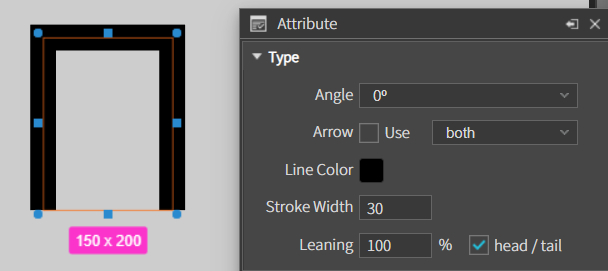 Attribute
Type
Angle 0º
Arrow Use both
Line Color
Stroke Width 30
Leaning 100 % head / tail
150 x 200